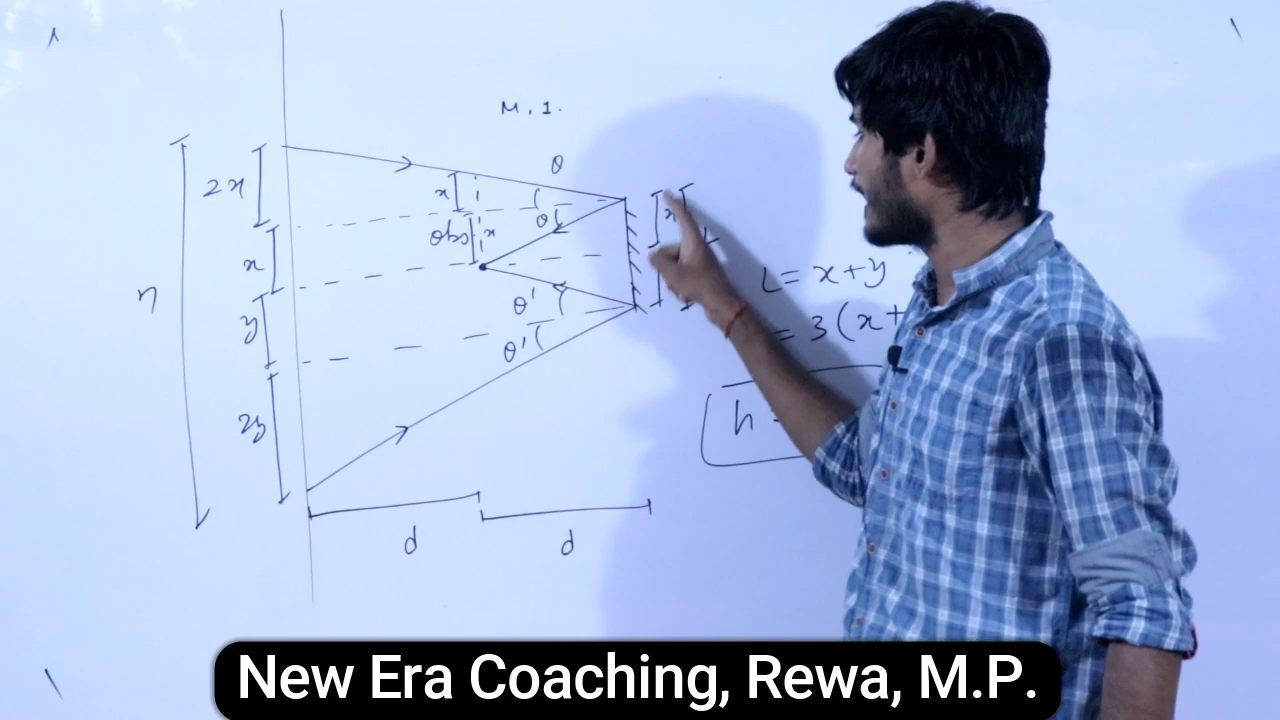 M.I.
θ
2x
x
obs
x
θ
x
x
L
h
y
θ'
θ'
L = x+y
= 3(x+
2y
h =
d
d
New Era Coaching, Rewa, M.P.